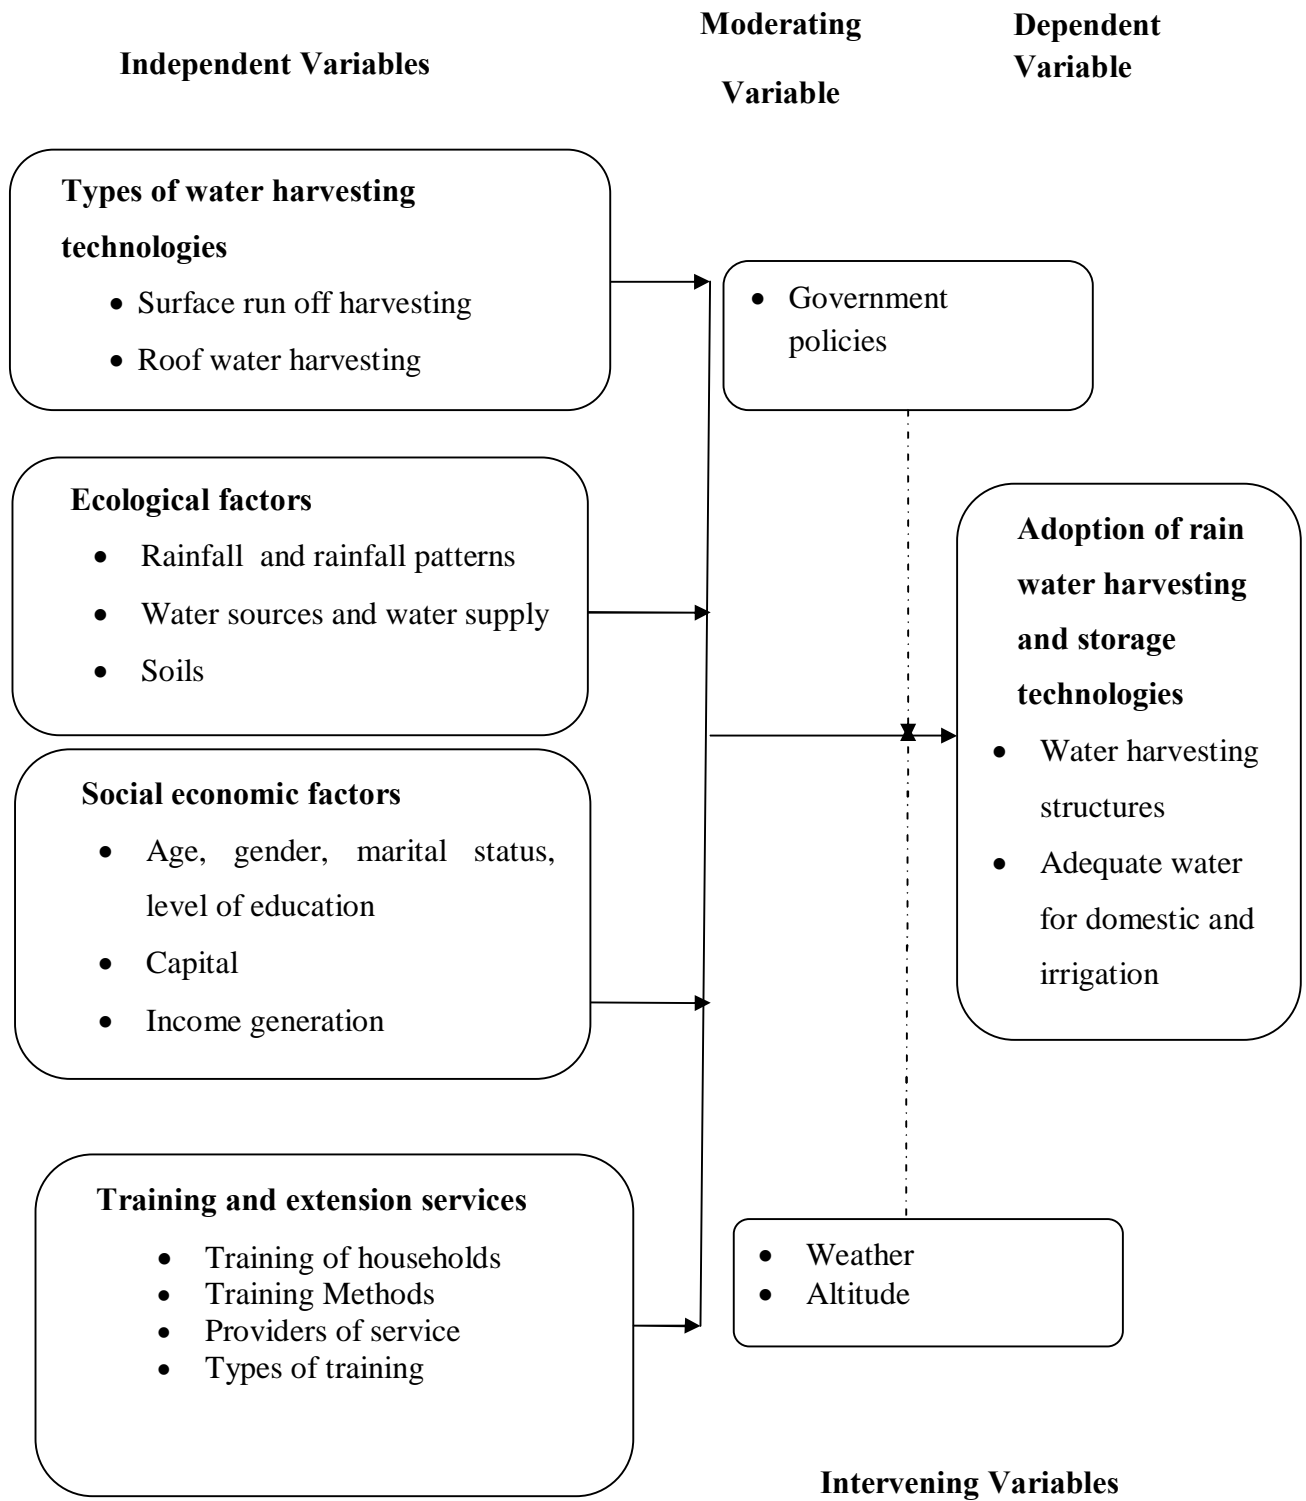 Independent Variables
Moderating
Variable
Dependent
Variable
Types of water harvesting
technologies
• Surface run off harvesting
• Roof water harvesting
• Government
policies
Ecological factors
• Rainfall and rainfall patterns
• Water sources and water supply
• Soils
Adoption of rain
water harvesting
and storage
technologies
• Water harvesting
structures
• Adequate water
for domestic and
irrigation
Social economic factors
• Age, gender, marital status,
level of education
• Capital
• Income generation
Training and extension services
• Training of households
• Training Methods
• Providers of service
• Types of training
• Weather
• Altitude
Intervening Variables